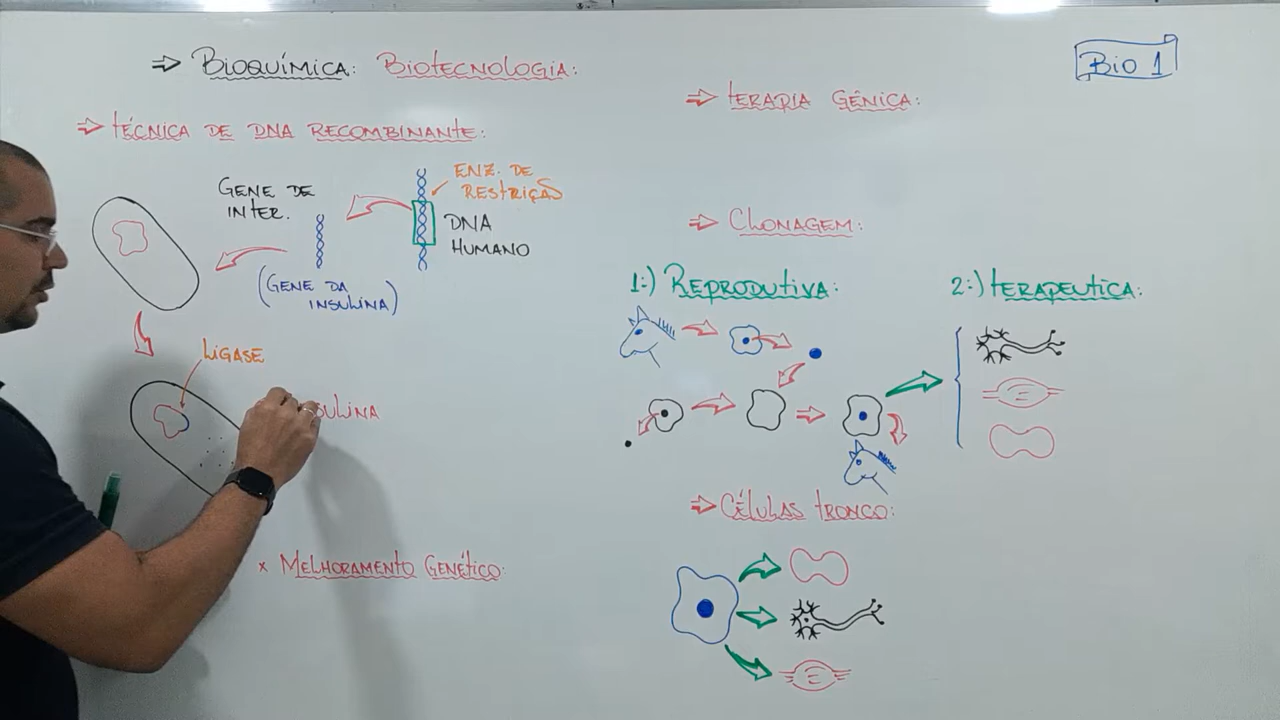 ⇒ BIOQUÍMICA: BIOTECNOLOGIA:
BIO 1
⇒ TÉCNICA DE DNA RECOMBINANTE:
GENE DE
INTER.
(GENE DA
INSULINA)
ENZ. DE
RESTRIÇÃO
DNA
HUMANO
LIGASE
x MELHORAMENTO GENÉTICO:
⇒ TERAPIA GÊNICA:
⇒ CLONAGEM:
1:) REPRODUTIVA:
2:) TERAPEUTICA:
⇒ CÉLULAS TRONCO: